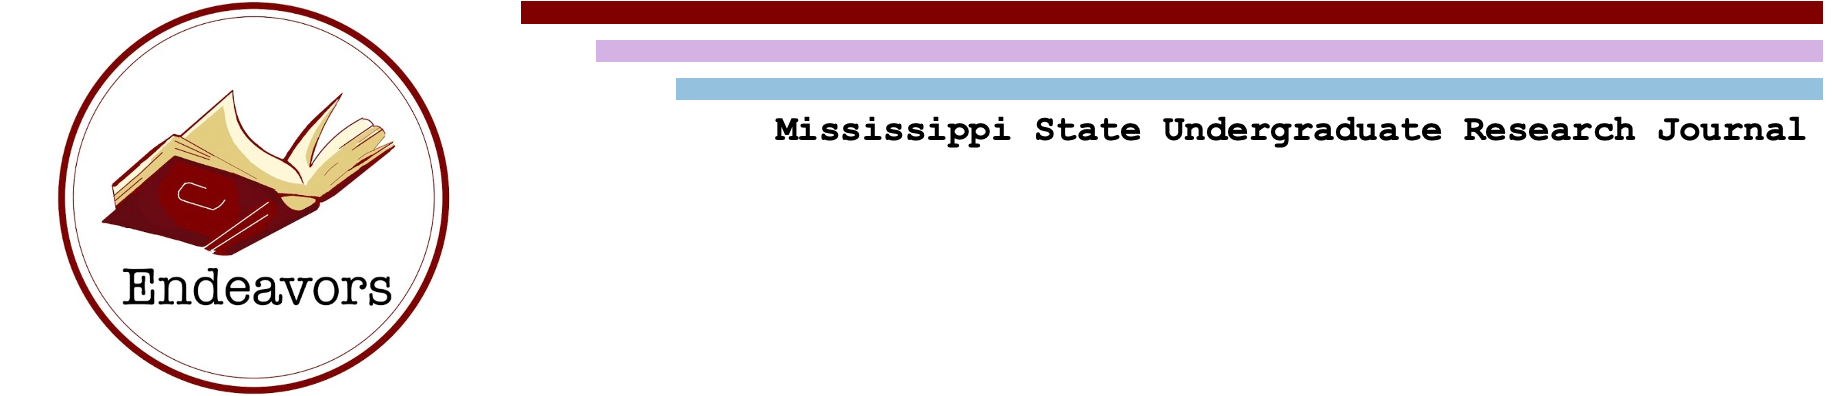 Mississippi State Undergraduate Research Journal
Endeavors